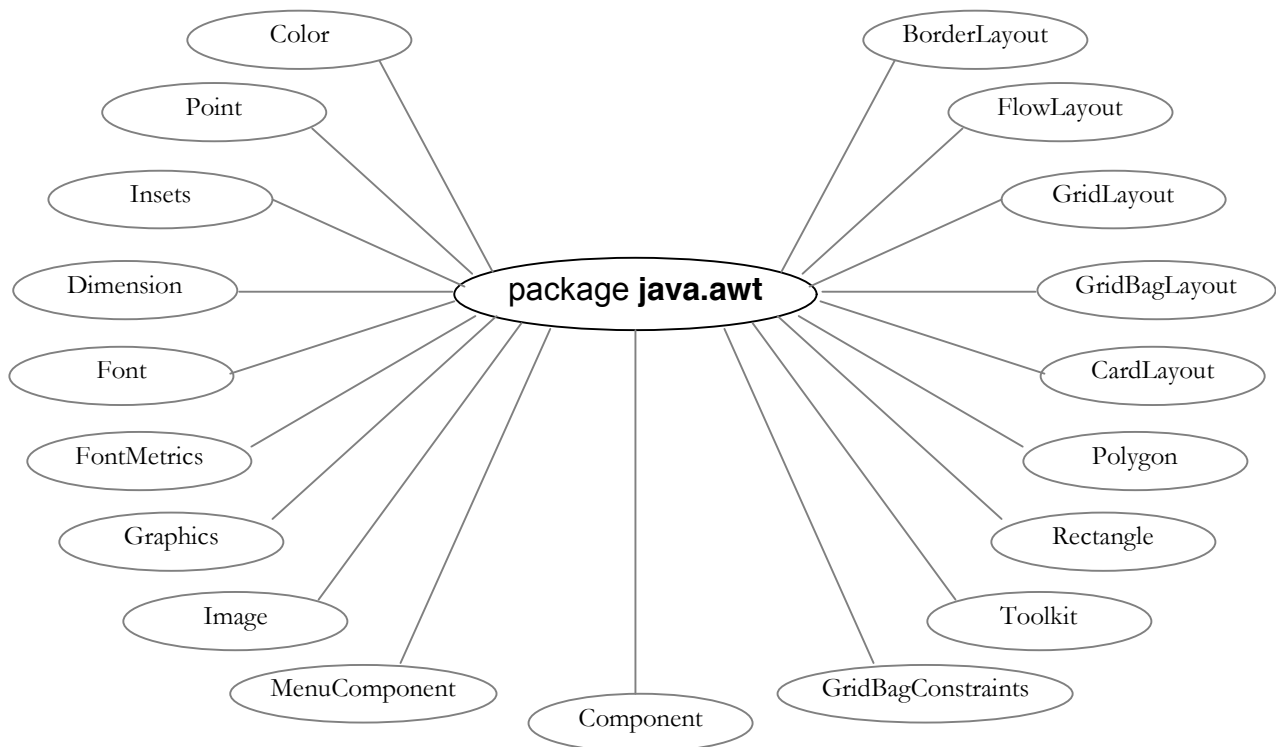 Color
BorderLayout
Point
FlowLayout
Insets
GridLayout
Dimension
package java.awt
GridBagLayout
Font
CardLayout
FontMetrics
Polygon
Graphics
Rectangle
Image
Toolkit
MenuComponent
GridBagConstraints
Component